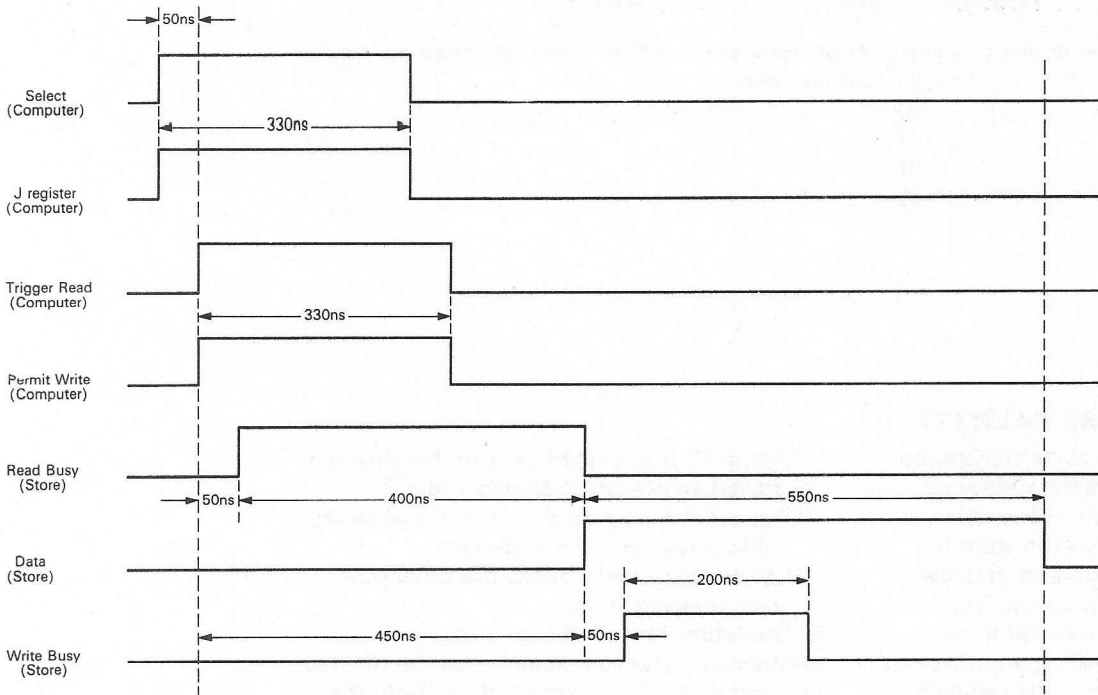 50ns
Select
(Computer)
330ns
J register
(Computer)
Trigger Read
(Computer)
330ns
Permit Write
(Computer)
Read Busy
(Store)
50ns 400ns 550ns
Data
(Store)
200ns
450ns 50ns
Write Busy
(Store)